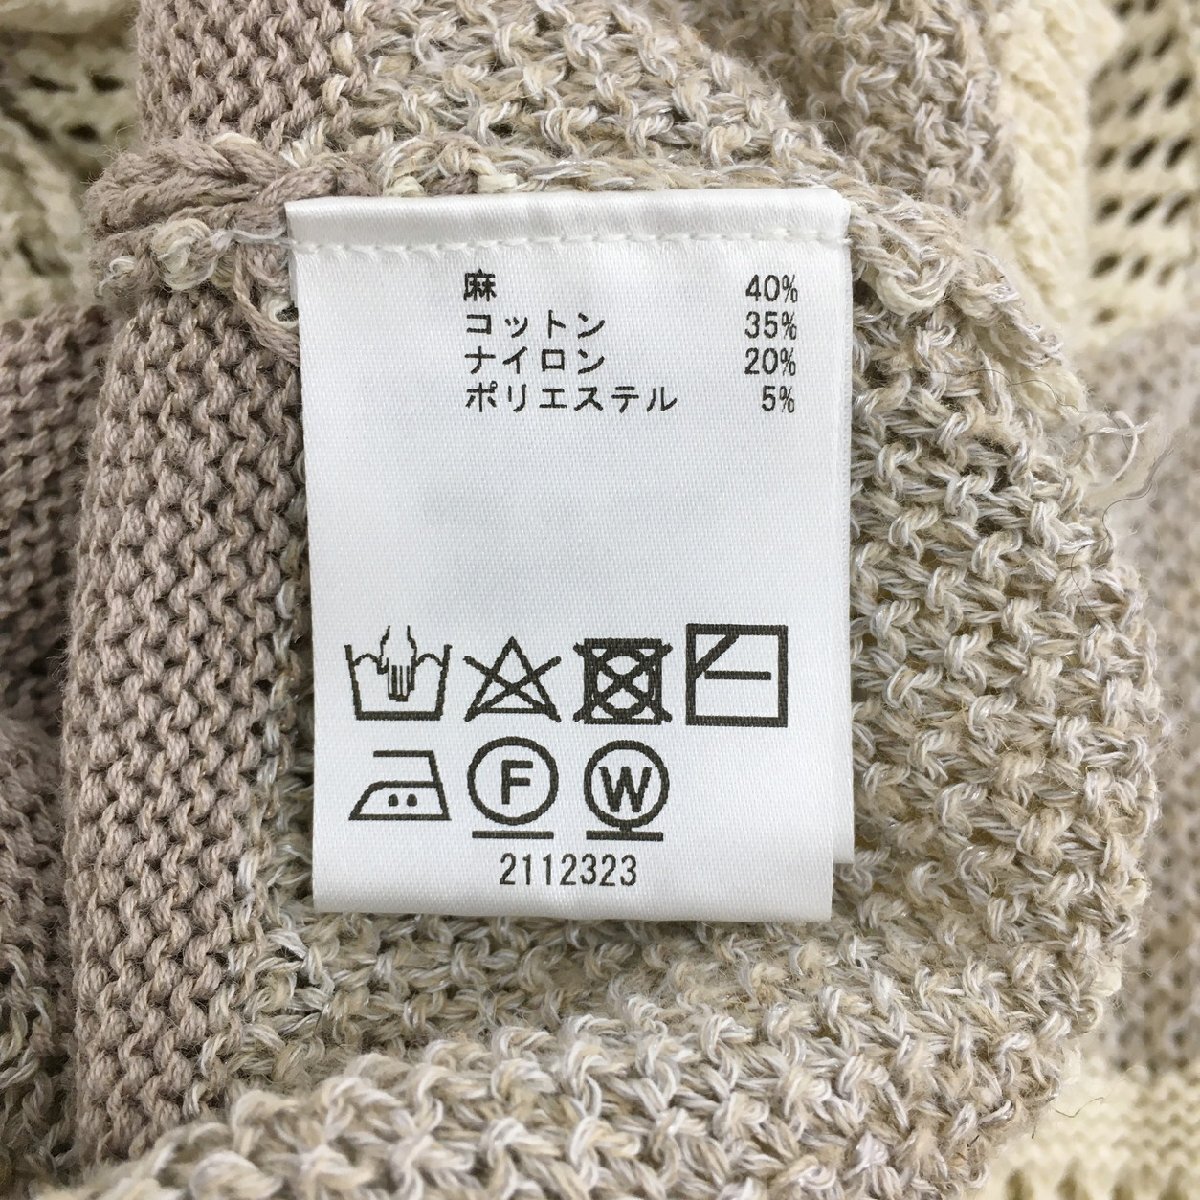 麻 40%
コットン 35%
ナイロン 20%
ポリエステル 5%
F W
2112323